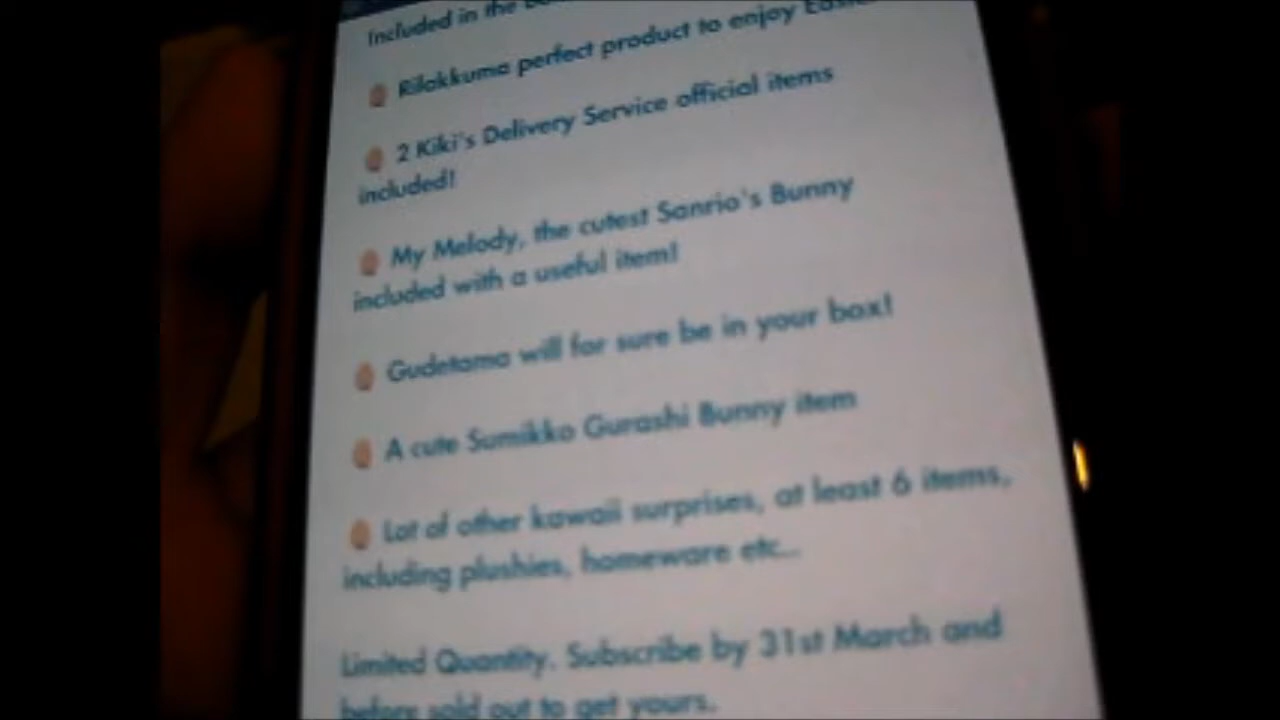 Included in the
Rilakkuma perfect product to enjoy
2 Kiki's Delivery Service official items
included!
My Melody, the cutest Sanrio's Bunny
included with a useful item!
Gudetama will for sure be in your box!
A cute Sumikko Gurashi Bunny item
Lot of other kawaii surprises, at least 6 items,
including plushies, homeware etc...
Limited Quantity. Subscribe by 31st March and
before sold out to get yours.